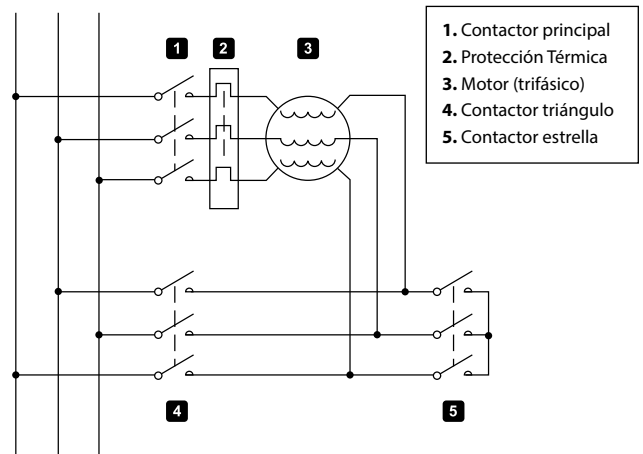 1 2 3
1. Contactor principal
2. Protección Térmica
3. Motor (trifásico)
4. Contactor triángulo
5. Contactor estrella
4 5